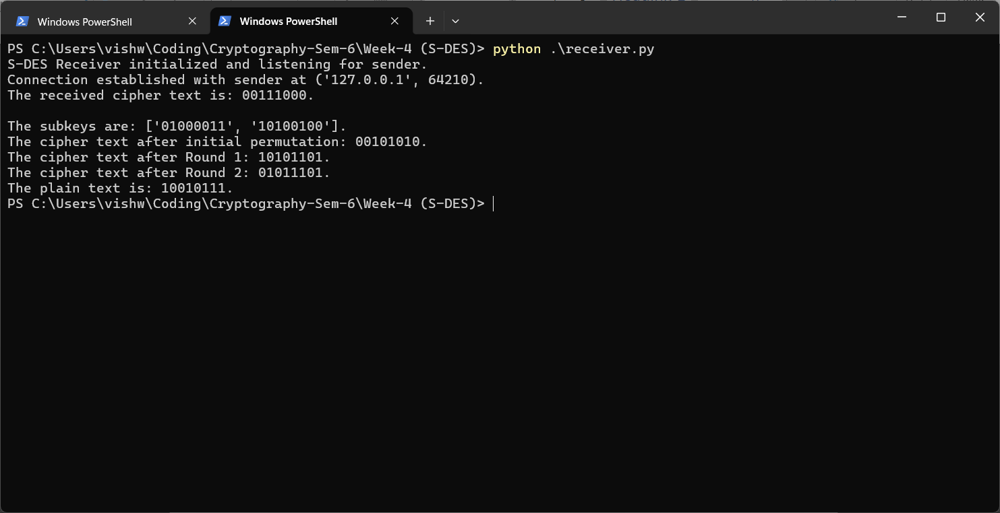 Windows PowerShell
Windows PowerShell
PS C:\Users\vishw\Coding\Cryptography-Sem-6\Week-4 (S-DES)> python .\receiver.py
S-DES Receiver initialized and listening for sender.
Connection established with sender at ('127.0.0.1', 64210).
The received cipher text is: 00111000.
The subkeys are: ['01000011', '10100100'].
The cipher text after initial permutation: 00101010.
The cipher text after Round 1: 10101101.
The cipher text after Round 2: 01011101.
The plain text is: 10010111.
PS C:\Users\vishw\Coding\Cryptography-Sem-6\Week-4 (S-DES)>